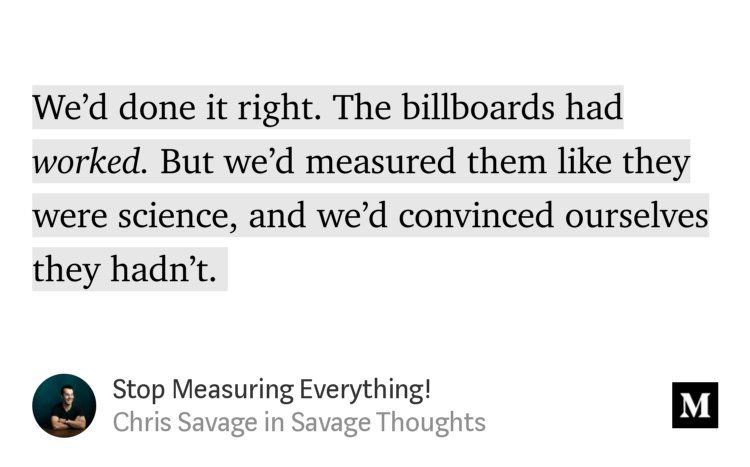 We’d done it right. The billboards had
worked. But we’d measured them like they
were science, and we’d convinced ourselves
they hadn’t.
Stop Measuring Everything!
Chris Savage in Savage Thoughts
M